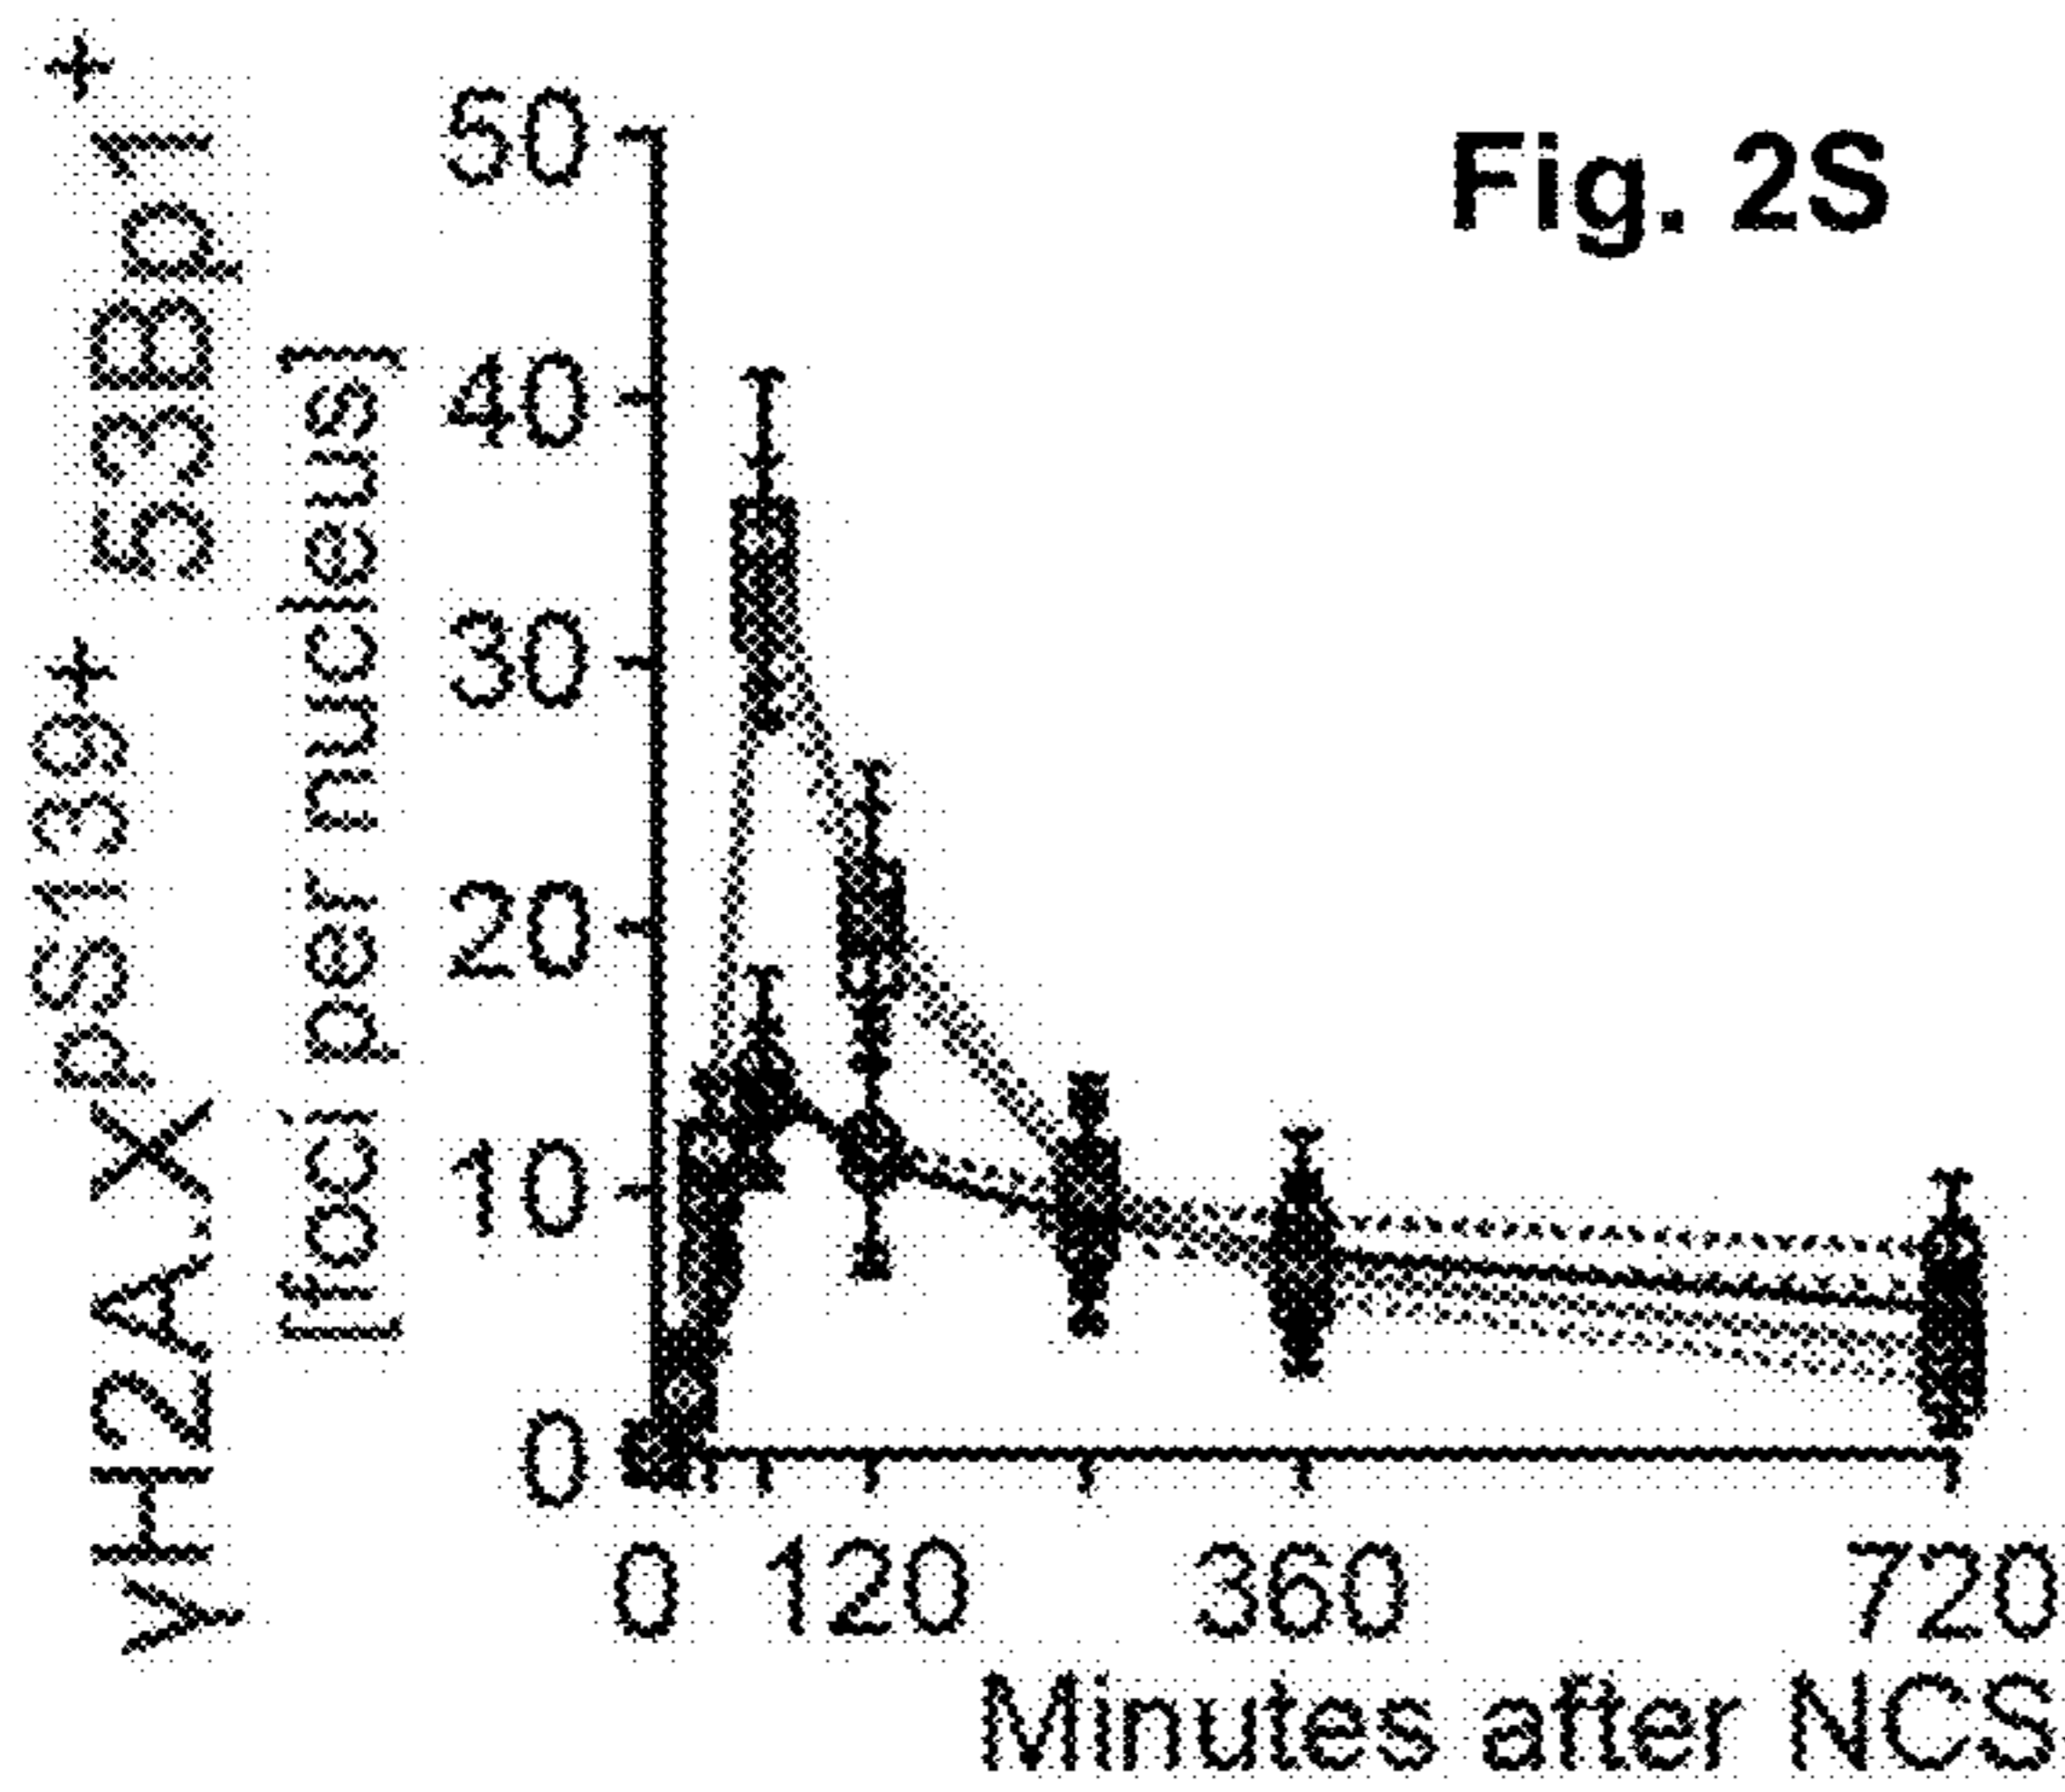 Fig. 2S
γH2A.X pS139+ 53Bp1+
[foci per nucleus]
50
40
30
20
10
0
0 120 360 720
Minutes after NCS